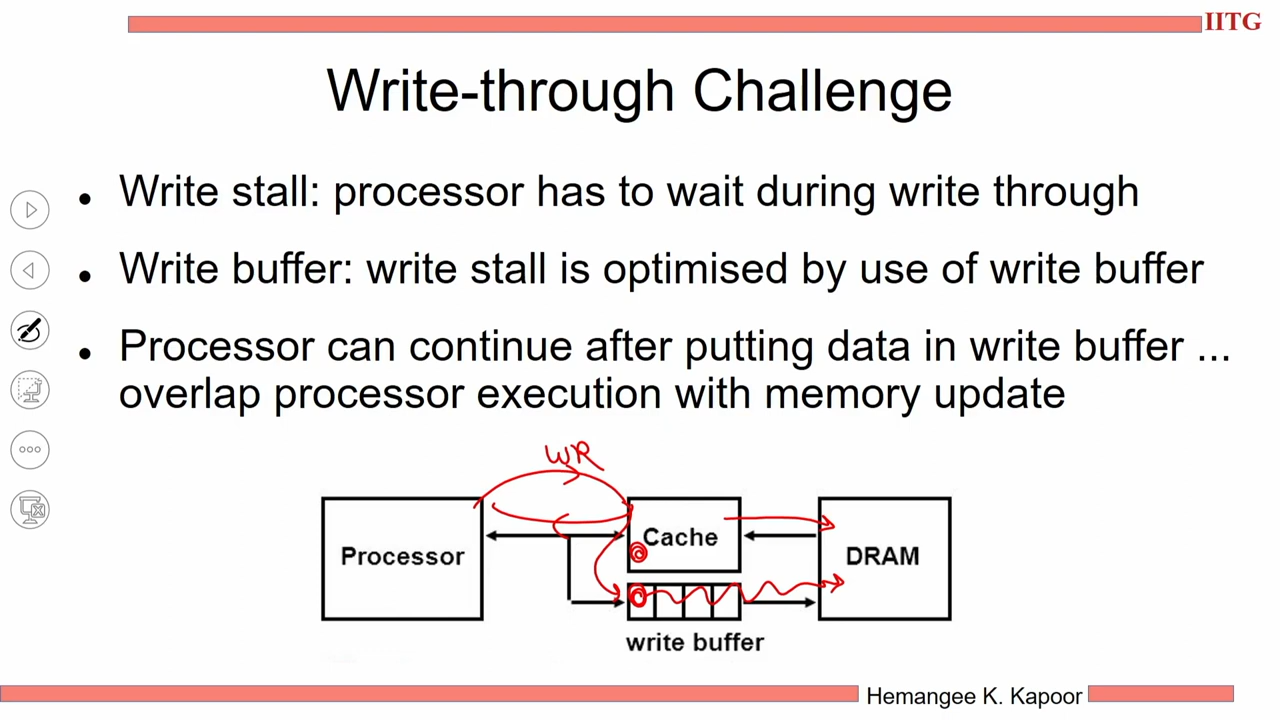 IITG
Write-through Challenge
• Write stall: processor has to wait during write through
• Write buffer: write stall is optimised by use of write buffer
• Processor can continue after putting data in write buffer ...
overlap processor execution with memory update
WR
Processor
Cache
DRAM
write buffer
Hemangee K. Kapoor